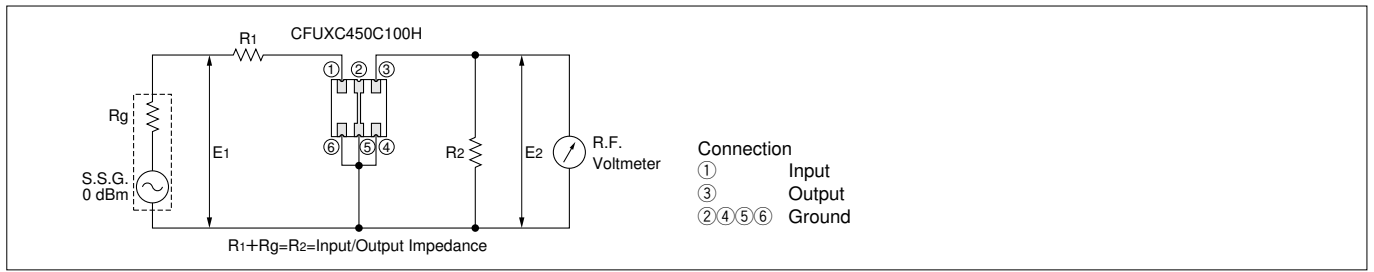 CFUXC450C100H
R1
① ② ③
Rg
E1
⑥ ⑤ ④
R2
E2
R.F.
Voltmeter
S.S.G.
0 dBm
R1+Rg=R2=Input/Output Impedance
Connection
① Input
③ Output
②④⑤⑥ Ground